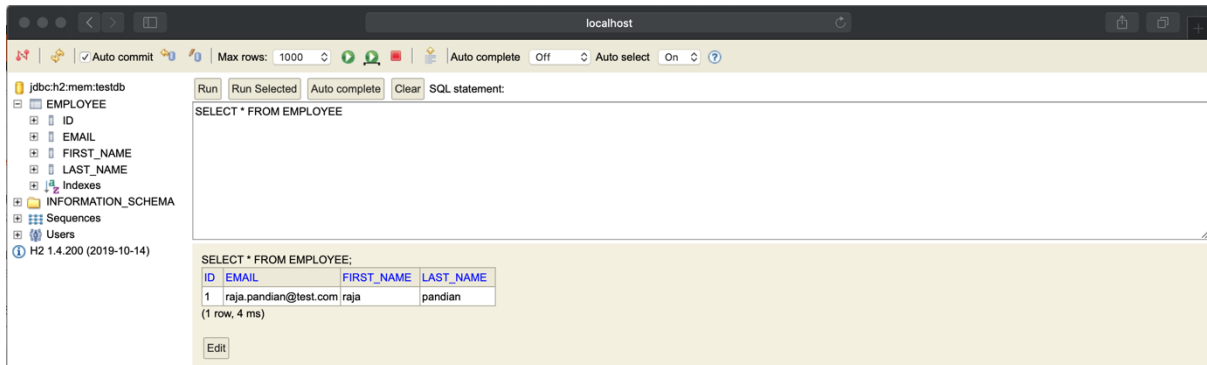 localhost
Auto commit Max rows: 1000 Auto complete Off Auto select On
jdbc:h2:mem:testdb
EMPLOYEE
ID
EMAIL
FIRST_NAME
LAST_NAME
Indexes
INFORMATION_SCHEMA
Sequences
Users
H2 1.4.200 (2019-10-14)
Run Run Selected Auto complete Clear SQL statement:
SELECT * FROM EMPLOYEE
SELECT * FROM EMPLOYEE;
ID EMAIL FIRST_NAME LAST_NAME
1 raja.pandian@test.com raja pandian
(1 row, 4 ms)
Edit